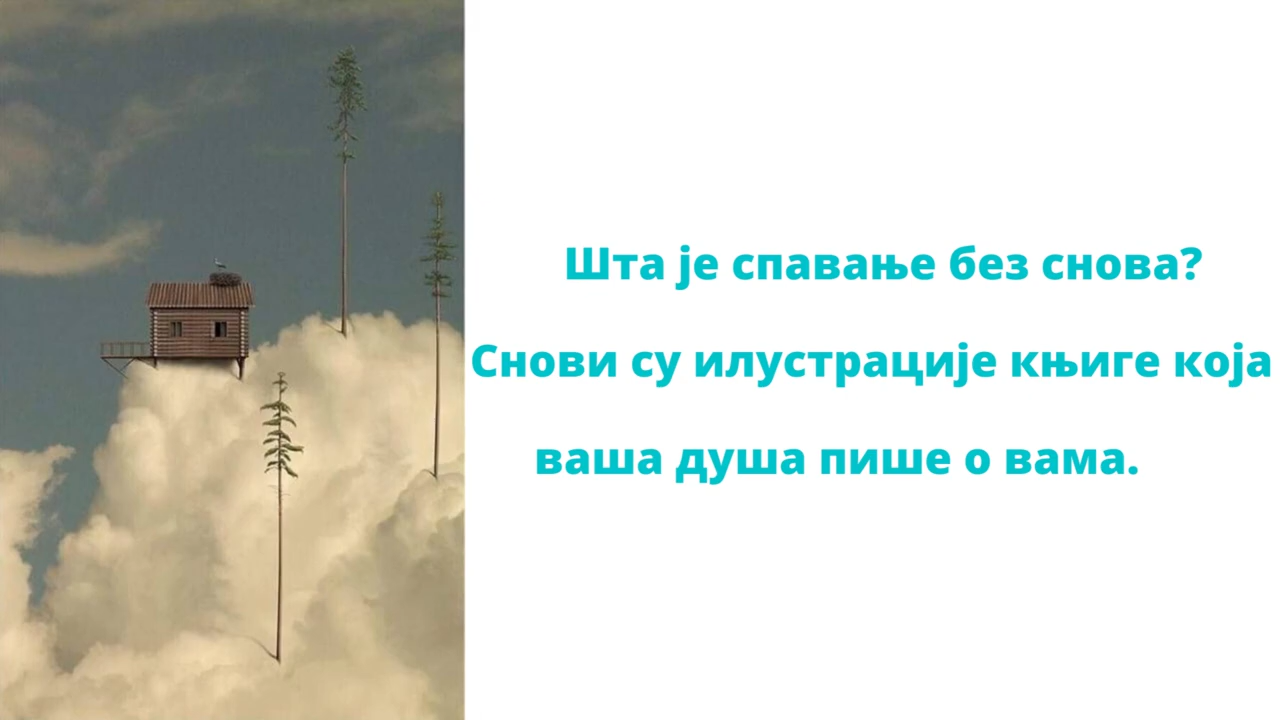 Шта је спавање без снова?
Снови су илустрације књиге која
ваша душа пише о вама.